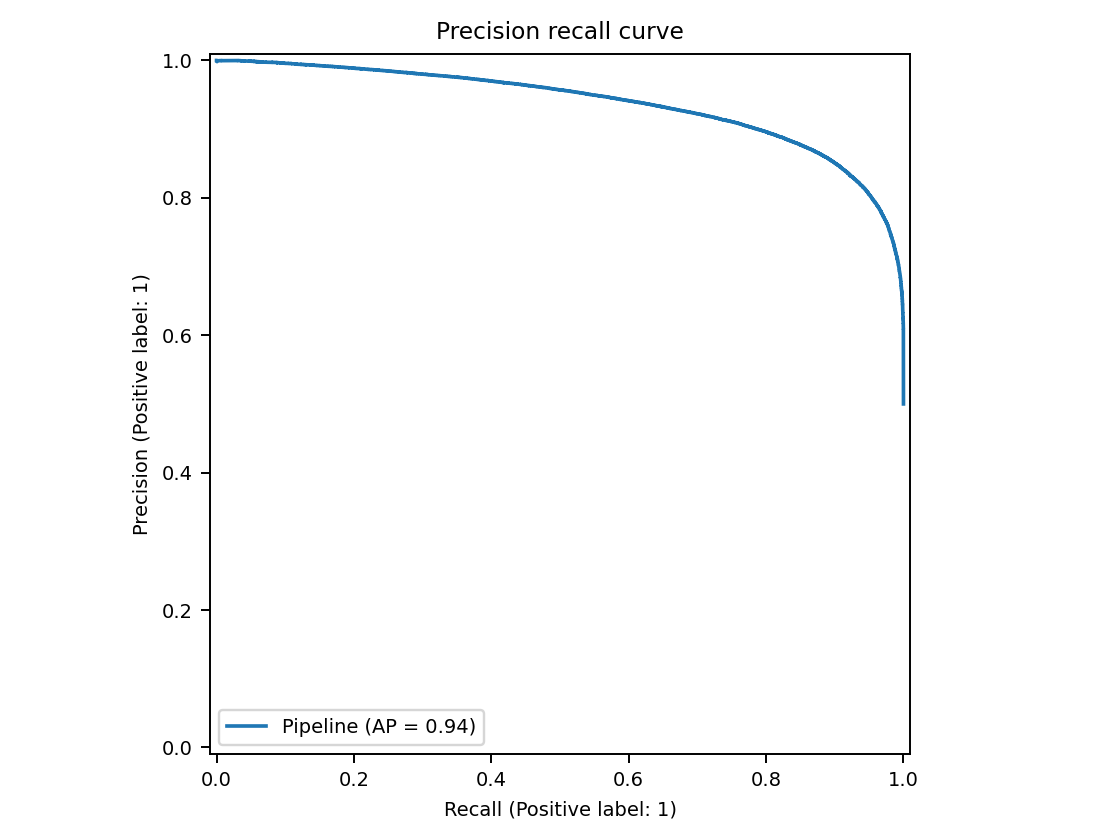 Precision recall curve
1.0
0.8
0.6
0.4
0.2
0.0
Precision (Positive label: 1)
Pipeline (AP = 0.94)
0.0 0.2 0.4 0.6 0.8 1.0
Recall (Positive label: 1)